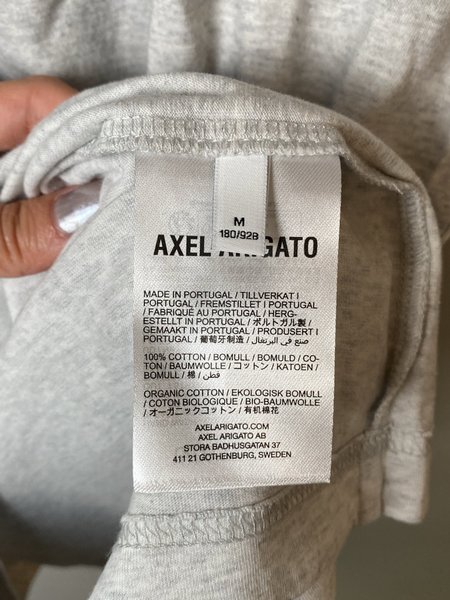 M
180/92B
AXEL ARIGATO
MADE IN PORTUGAL / TILLVERKAT I
PORTUGAL / FREMSTILLET I PORTUGAL
/ FABRIQUÉ AU PORTUGAL / HERG-
ESTELLT IN PORTUGAL / ポルトガル製 /
GEMAAKT IN PORTUGAL / PRODUSERT I
PORTUGAL / 葡萄牙制造 / صنع في البرتغال /
100% COTTON / BOMULL / BOMULD / CO-
TON / BAUMWOLLE / コットン / KATOEN /
BOMULL / 棉 / قطن /
ORGANIC COTTON / EKOLOGISK BOMULL
/ COTON BIOLOGIQUE / BIO-BAUMWOLLE
/ オーガニックコットン / 有机棉花
AXELARIGATO.COM
AXEL ARIGATO AB
STORA BADHUSGATAN 37
411 21 GOTHENBURG, SWEDEN